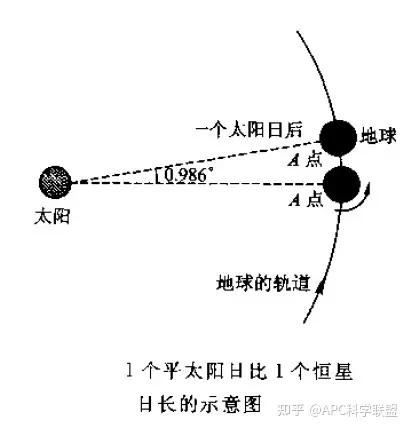 一个太阳日后
地球
A 点
0.986°
太阳
A 点
地球的轨道
1个平太阳日比1个恒星
日长的示意图
知乎 @APC科学联盟